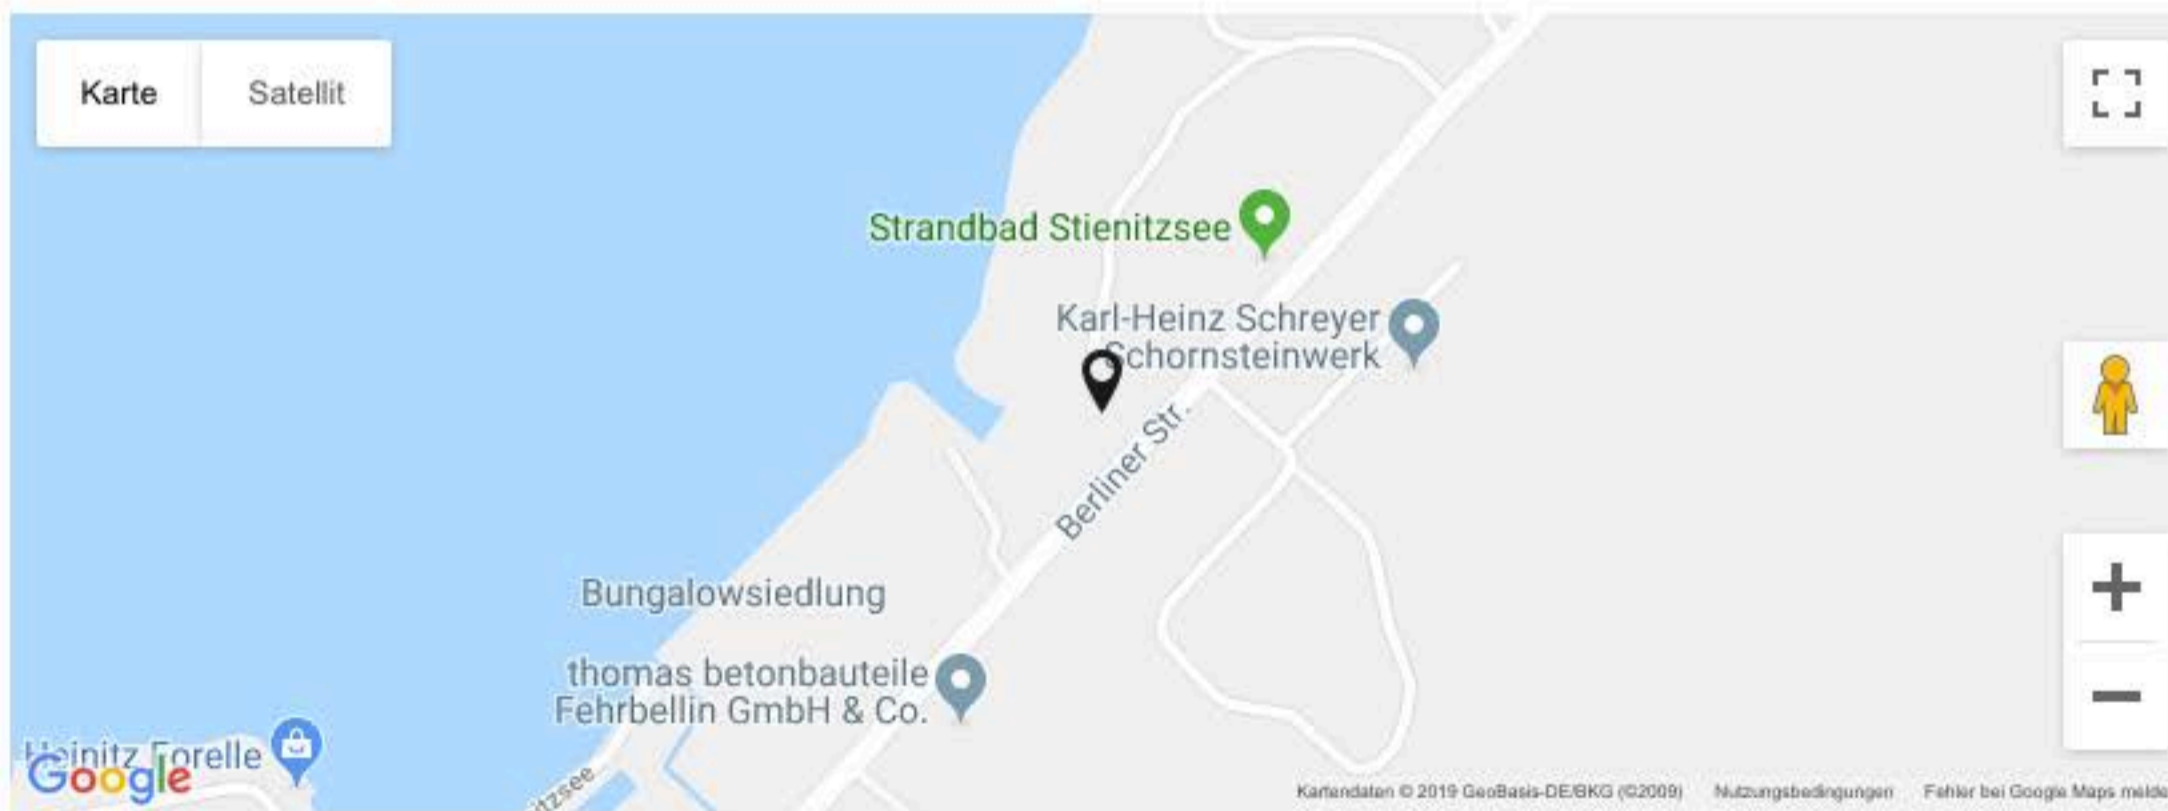 Karte
Satellit
Strandbad Stienitzsee
Karl-Heinz Schreyer
Schornsteinwerk
Berliner Str.
Bungalowsiedlung
thomas betonbauteile
Fehrbellin GmbH & Co.
Forelle
Google
itzsee
Kartendaten © 2019 GeoBasis-DE/BKG (©2009)
Nutzungsbedingungen
Fehler bei Google Maps melde